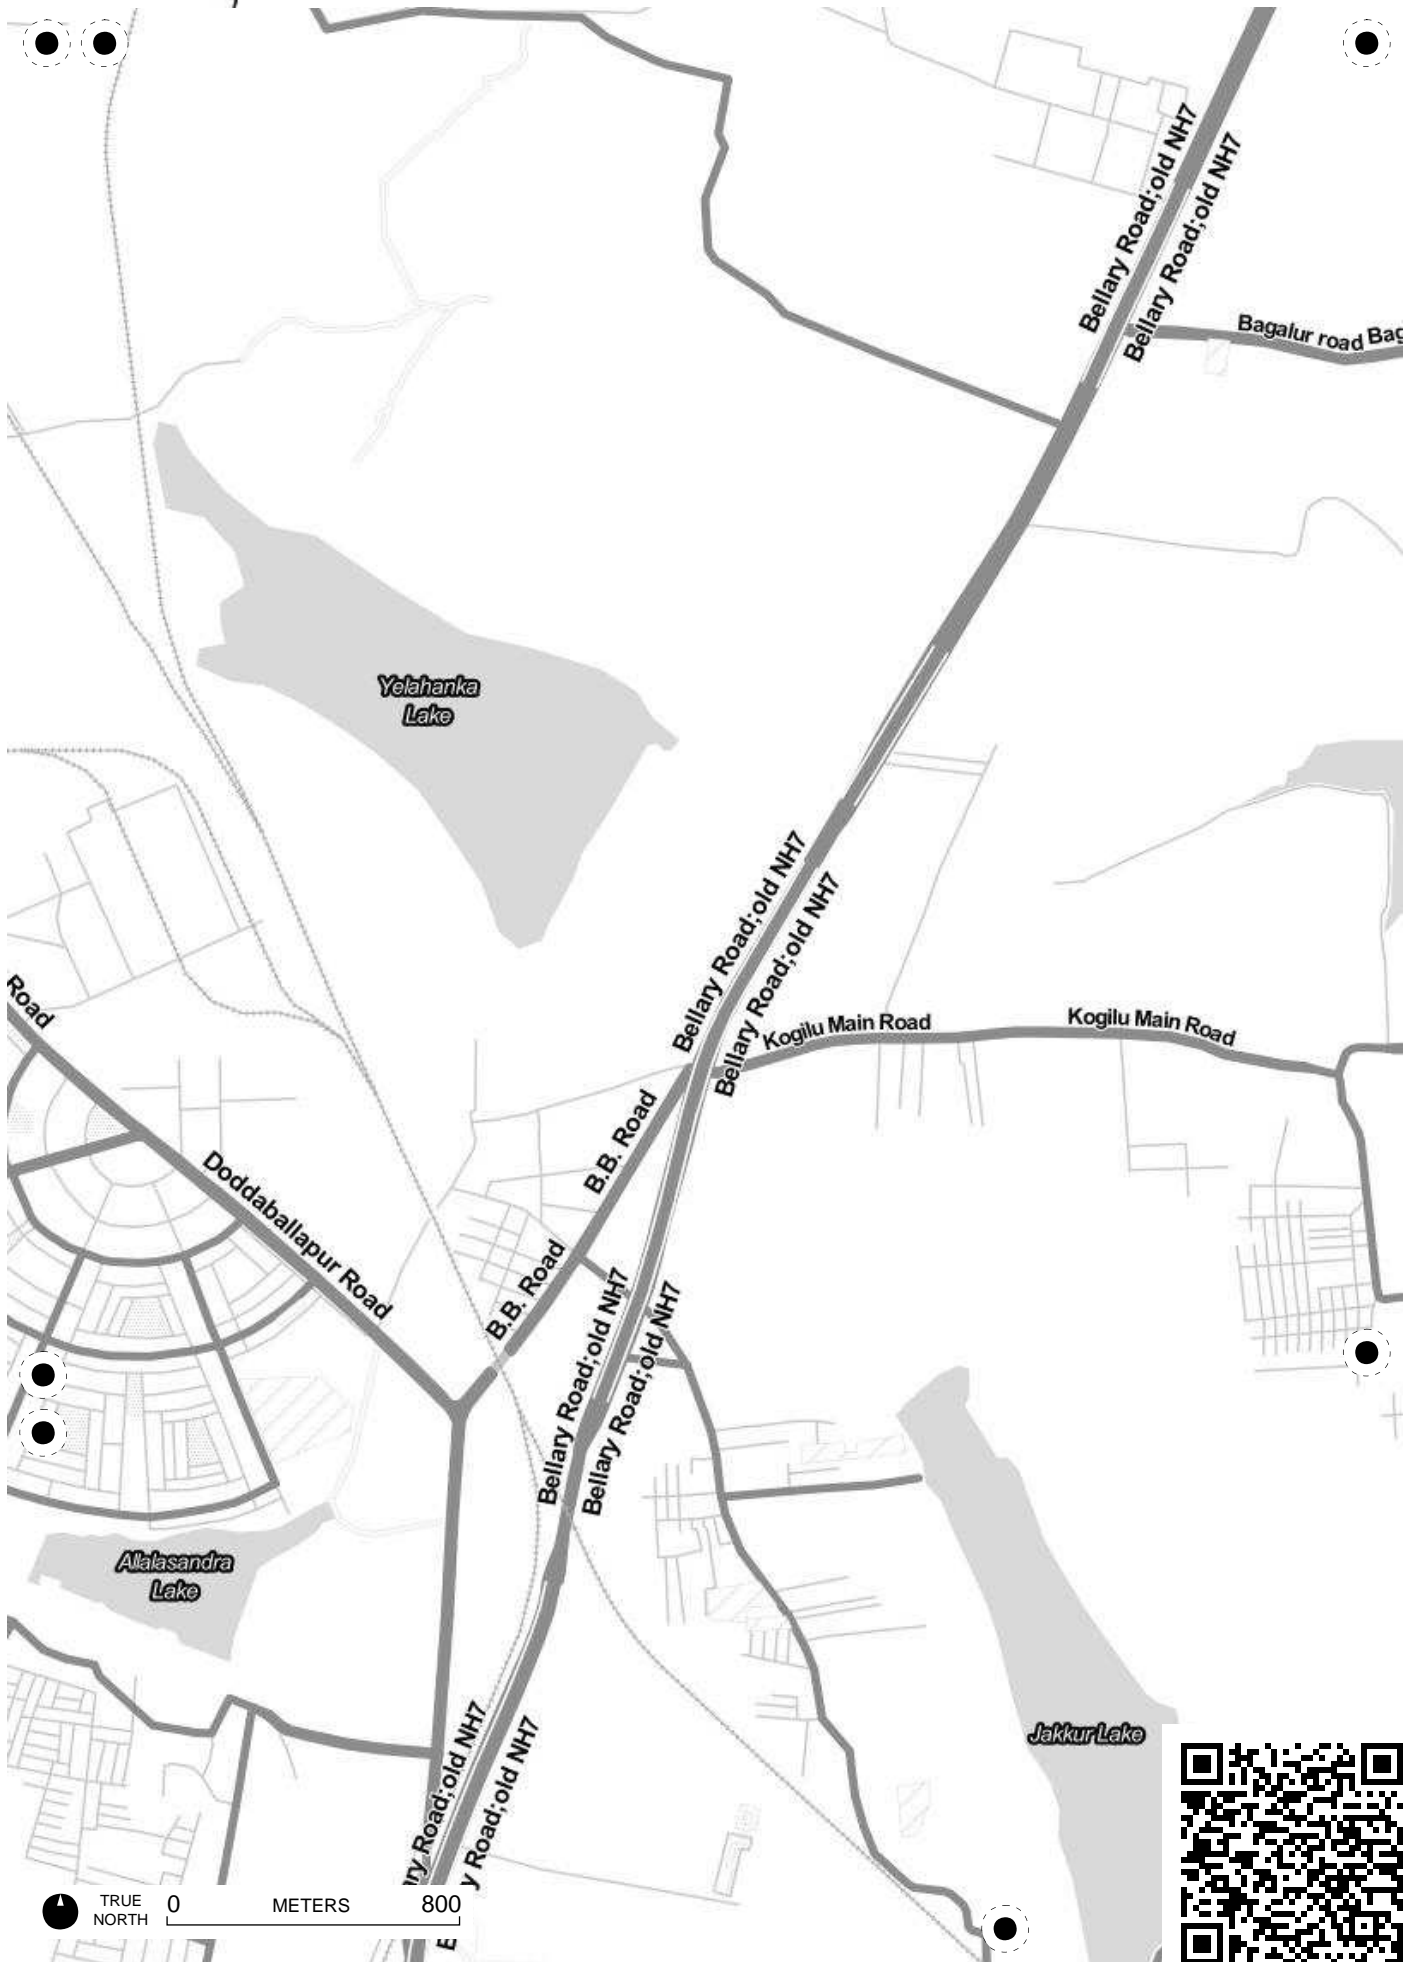 Bellary Road;old NH7
Bellary Road;old NH7
Bagalur road Bag
Yelahanka
Lake
Bellary Road;old NH7
Bellary Road;old NH7
Road
Kogilu Main Road
Kogilu Main Road
B.B. Road
Doddaballapur Road
B.B. Road
Bellary Road;old NH7
Bellary Road;old NH7
Allalasandra
Lake
Jakkur Lake
ary Road;old NH7
y Road;old NH7
TRUE
NORTH
0 METERS 800